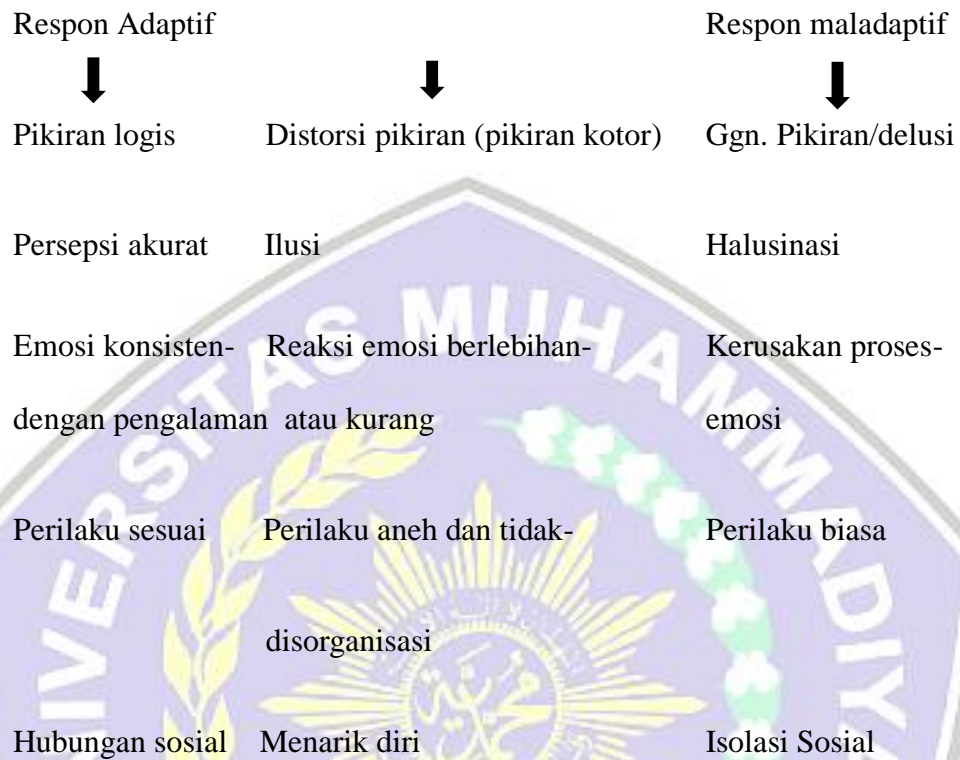 Respon Adaptif Respon maladaptif
Pikiran logis Distorsi pikiran (pikiran kotor) Ggn. Pikiran/delusi
Persepsi akurat Ilusi Halusinasi
Emosi konsisten- Reaksi emosi berlebihan- Kerusakan proses-
dengan pengalaman atau kurang emosi
Perilaku sesuai Perilaku aneh dan tidak- Perilaku biasa
disorganisasi
Hubungan sosial Menarik diri Isolasi Sosial